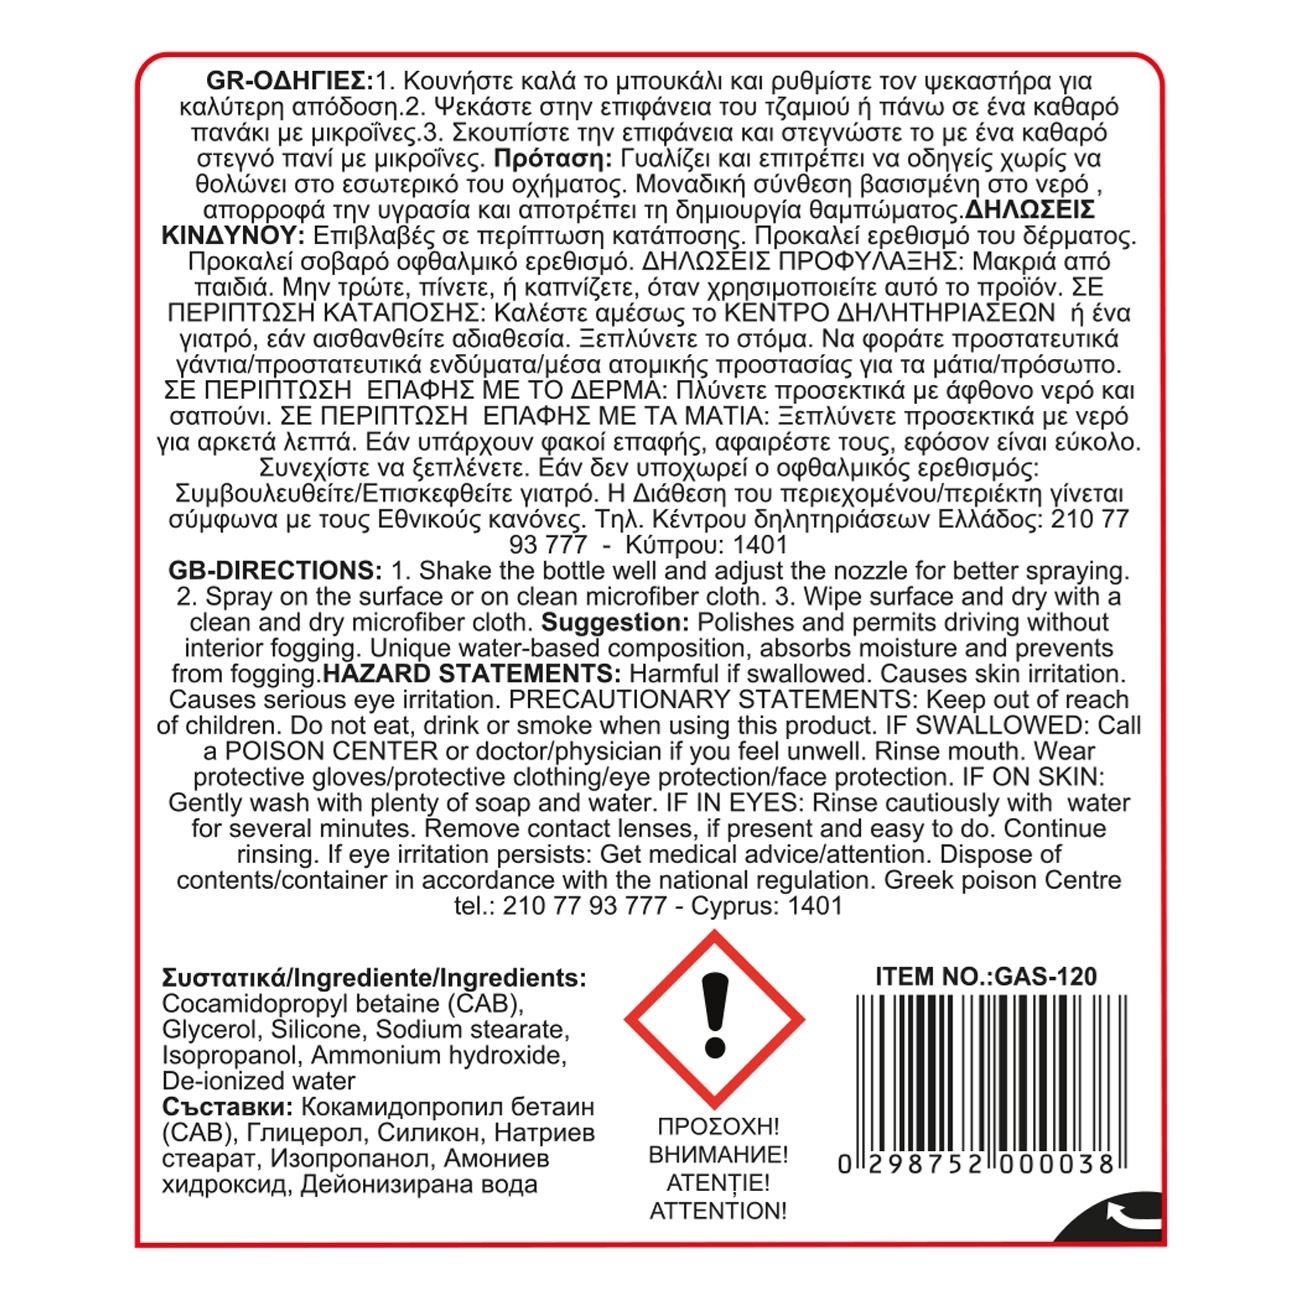 GR-ΟΔΗΓΙΕΣ:1. Κουνήστε καλά το μπουκάλι και ρυθμίστε τον ψεκαστήρα για
καλύτερη απόδοση.2. Ψεκάστε στην επιφάνεια του τζαμιού ή πάνω σε ένα καθαρό
πανάκι με μικροΐνες.3. Σκουπίστε την επιφάνεια και στεγνώστε το με ένα καθαρό
στεγνό πανί με μικροΐνες. Πρόταση: Γυαλίζει και επιτρέπει να οδηγείς χωρίς να
θολώνει στο εσωτερικό του οχήματος. Μοναδική σύνθεση βασισμένη στο νερό ,
απορροφά την υγρασία και αποτρέπει τη δημιουργία θαμπώματος.ΔΗΛΩΣΕΙΣ
ΚΙΝΔΥΝΟΥ: Επιβλαβές σε περίπτωση κατάποσης. Προκαλεί ερεθισμό του δέρματος.
Προκαλεί σοβαρό οφθαλμικό ερεθισμό. ΔΗΛΩΣΕΙΣ ΠΡΟΦΥΛΑΞΗΣ: Μακριά από
παιδιά. Μην τρώτε, πίνετε, ή καπνίζετε, όταν χρησιμοποιείτε αυτό το προϊόν. ΣΕ
ΠΕΡΙΠΤΩΣΗ ΚΑΤΑΠΟΣΗΣ: Καλέστε αμέσως το ΚΕΝΤΡΟ ΔΗΛΗΤΗΡΙΑΣΕΩΝ ή ένα
γιατρό, εάν αισθανθείτε αδιαθεσία. Ξεπλύνετε το στόμα. Να φοράτε προστατευτικά
γάντια/προστατευτικά ενδύματα/μέσα ατομικής προστασίας για τα μάτια/πρόσωπο.
ΣΕ ΠΕΡΙΠΤΩΣΗ ΕΠΑΦΗΣ ΜΕ ΤΟ ΔΕΡΜΑ: Πλύνετε προσεκτικά με άφθονο νερό και
σαπούνι. ΣΕ ΠΕΡΙΠΤΩΣΗ ΕΠΑΦΗΣ ΜΕ ΤΑ ΜΑΤΙΑ: Ξεπλύνετε προσεκτικά με νερό
για αρκετά λεπτά. Εάν υπάρχουν φακοί επαφής, αφαιρέστε τους, εφόσον είναι εύκολο.
Συνεχίστε να ξεπλένετε. Εάν δεν υποχωρεί ο οφθαλμικός ερεθισμός:
Συμβουλευθείτε/Επισκεφθείτε γιατρό. Η Διάθεση του περιεχομένου/περιέκτη γίνεται
σύμφωνα με τους Εθνικούς κανόνες. Τηλ. Κέντρου δηλητηριάσεων Ελλάδος: 210 77
93 777 - Κύπρου: 1401
GB-DIRECTIONS: 1. Shake the bottle well and adjust the nozzle for better spraying.
2. Spray on the surface or on clean microfiber cloth. 3. Wipe surface and dry with a
clean and dry microfiber cloth. Suggestion: Polishes and permits driving without
interior fogging. Unique water-based composition, absorbs moisture and prevents
from fogging.HAZARD STATEMENTS: Harmful if swallowed. Causes skin irritation.
Causes serious eye irritation. PRECAUTIONARY STATEMENTS: Keep out of reach
of children. Do not eat, drink or smoke when using this product. IF SWALLOWED: Call
a POISON CENTER or doctor/physician if you feel unwell. Rinse mouth. Wear
protective gloves/protective clothing/eye protection/face protection. IF ON SKIN:
Gently wash with plenty of soap and water. IF IN EYES: Rinse cautiously with water
for several minutes. Remove contact lenses, if present and easy to do. Continue
rinsing. If eye irritation persists: Get medical advice/attention. Dispose of
contents/container in accordance with the national regulation. Greek poison Centre
tel.: 210 77 93 777 - Cyprus: 1401
Συστατικά/Ingrediente/Ingredients:
Cocamidopropyl betaine (CAB),
Glycerol, Silicone, Sodium stearate,
Isopropanol, Ammonium hydroxide,
De-ionized water
Съставки: Кокамидопропил бетаин
(CAB), Глицерол, Силикон, Натриев
стеарат, Изопропанол, Амониев
хидроксид, Дейонизирана вода
ΠΡΟΣΟΧΗ!
ВНИМАНИЕ!
ATENȚIE!
ATTENTION!
ITEM NO.:GAS-120
0 298752 000038